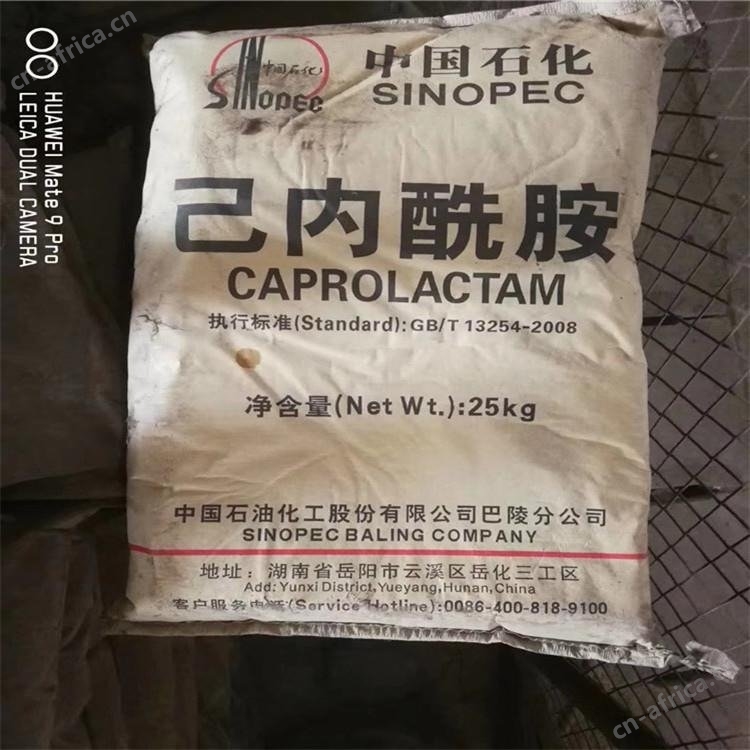 cn-africa.cn
HUAWEI Mate 9 Pro
LEICA DUAL CAMERA
中国石化
SINOPEC
中国石化
SINOPEC
己内酰胺
CAPROLACTAM
执行标准(Standard):GB/T 13254-2008
净含量(Net Wt.):25kg
中国石油化工股份有限公司巴陵分公司
SINOPEC BALING COMPANY
地址:湖南省岳阳市云溪区岳化三工区
Add: Yunxi District,Yueyang,Hunan,China
客户服务电话(Service Hotline):0086-400-818-9100